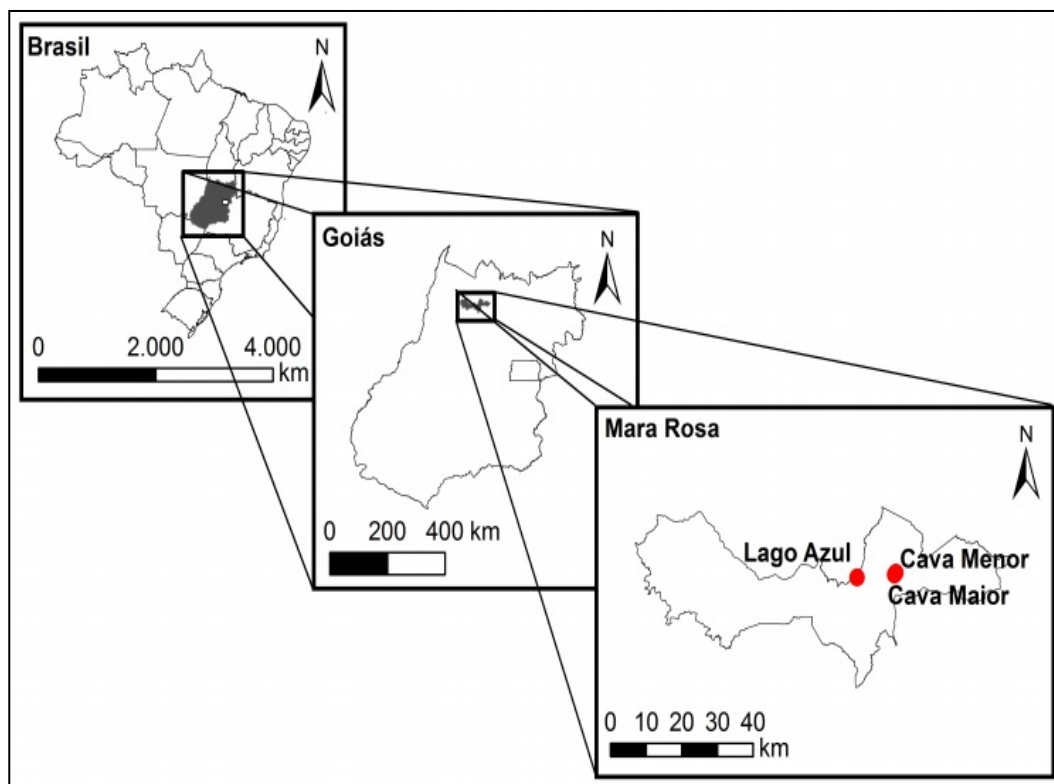 Brasil
N
0 2.000 4.000
km
Goiás
N
0 200 400 km
Mara Rosa
N
Lago Azul
Cava Menor
Cava Maior
0 10 20 30 40
km